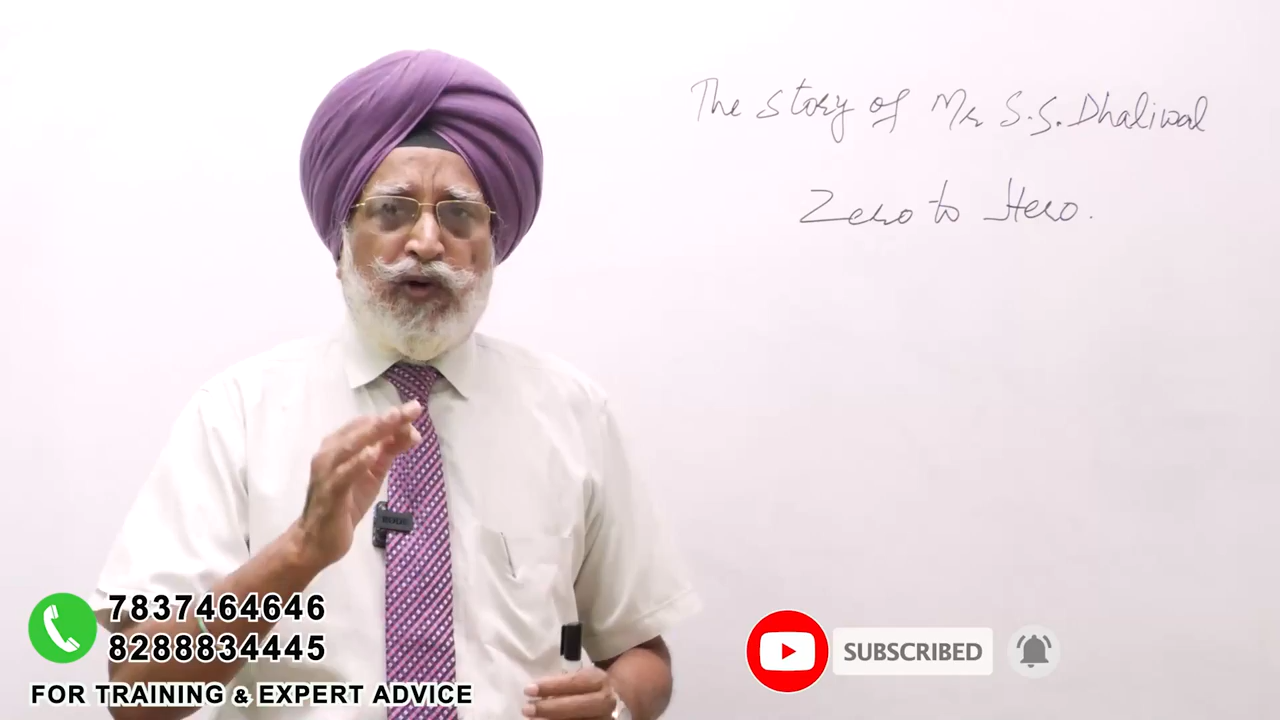 The Story of Mr S.S. Dhaliwal
Zero to Hero.
7837464646
8288834445
FOR TRAINING & EXPERT ADVICE
SUBSCRIBED